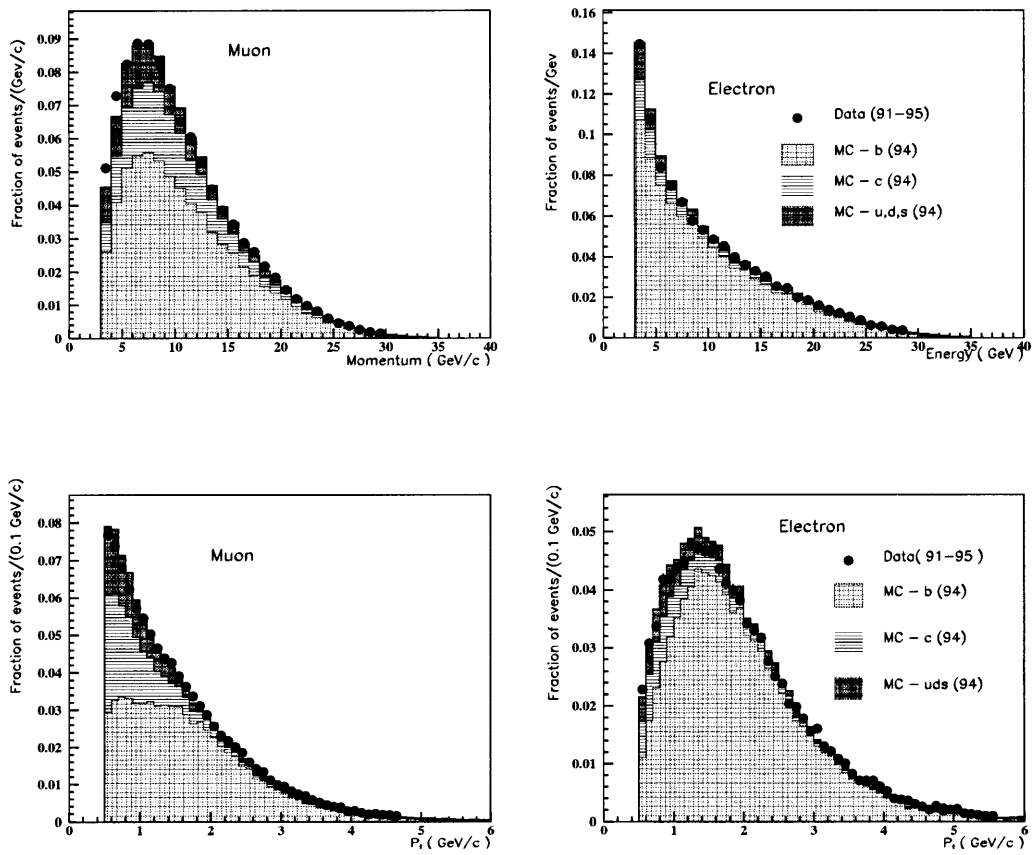 Fraction of events/(GeV/c)
0.09
0.08
0.07
0.06
0.05
0.04
0.03
0.02
0.01
0
Muon
0 5 10 15 20 25 30 35 40
Momentum ( GeV/c )
Fraction of events/Gev
0.16
0.14
0.12
0.1
0.08
0.06
0.04
0.02
0
Electron
Data (91-95)
MC - b (94)
MC - c (94)
MC - u,d,s (94)
0 5 10 15 20 25 30 35 40
Energy ( GeV )
Fraction of events/(0.1 GeV/c)
0.08
0.07
0.06
0.05
0.04
0.03
0.02
0.01
0
Muon
0 1 2 3 4 5 6
P ( GeV/c )
Fraction of events/(0.1 GeV/c)
0.05
0.04
0.03
0.02
0.01
0
Electron
Data( 91-95 )
MC - b (94)
MC - c (94)
MC - uds (94)
0 1 2 3 4 5 6
P ( GeV/c )